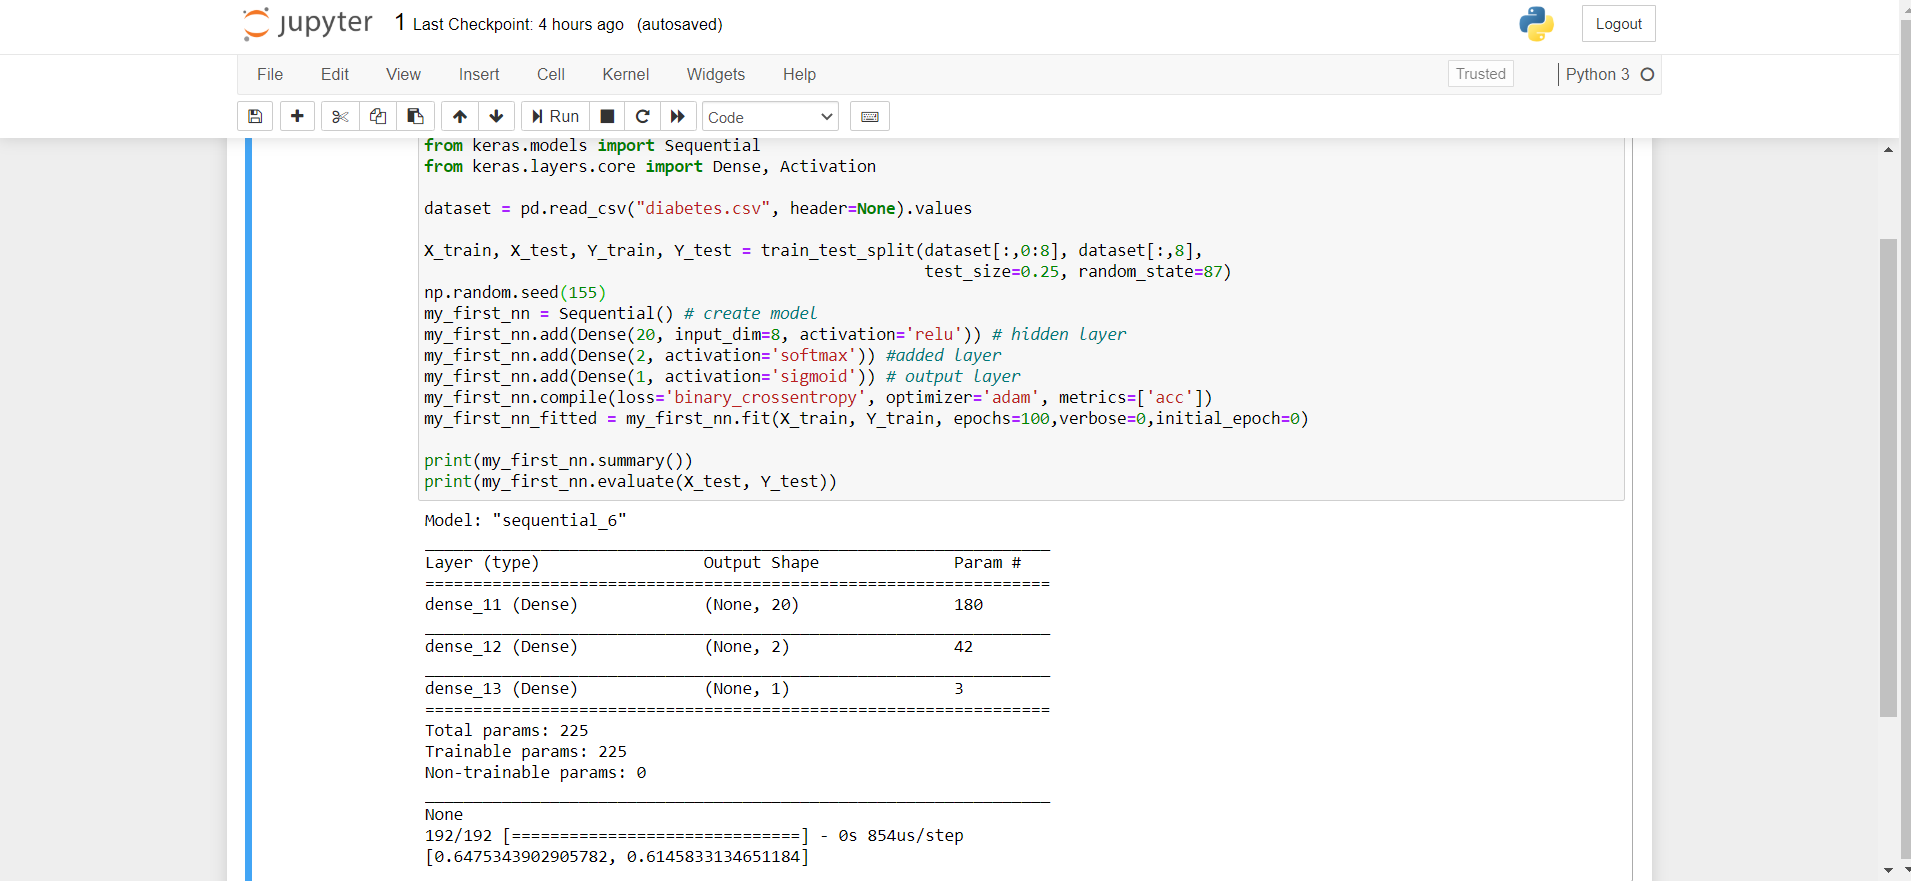 jupyter 1 Last Checkpoint: 4 hours ago (autosaved) Logout
File Edit View Insert Cell Kernel Widgets Help Trusted Python 3
Run Code
from keras.models import Sequential
from keras.layers.core import Dense, Activation
dataset = pd.read_csv("diabetes.csv", header=None).values
X_train, X_test, Y_train, Y_test = train_test_split(dataset[:,0:8], dataset[:,8],
test_size=0.25, random_state=87)
np.random.seed(155)
my_first_nn = Sequential() # create model
my_first_nn.add(Dense(20, input_dim=8, activation='relu')) # hidden layer
my_first_nn.add(Dense(2, activation='softmax')) #added layer
my_first_nn.add(Dense(1, activation='sigmoid')) # output layer
my_first_nn.compile(loss='binary_crossentropy', optimizer='adam', metrics=['acc'])
my_first_nn_fitted = my_first_nn.fit(X_train, Y_train, epochs=100,verbose=0,initial_epoch=0)
print(my_first_nn.summary())
print(my_first_nn.evaluate(X_test, Y_test))
Model: "sequential_6"
_________________________________________________________________
Layer (type) Output Shape Param #
=================================================================
dense_11 (Dense) (None, 20) 180
_________________________________________________________________
dense_12 (Dense) (None, 2) 42
_________________________________________________________________
dense_13 (Dense) (None, 1) 3
=================================================================
Total params: 225
Trainable params: 225
Non-trainable params: 0
_________________________________________________________________
None
192/192 [==============================] - 0s 854us/step
[0.6475343902905782, 0.6145833134651184]